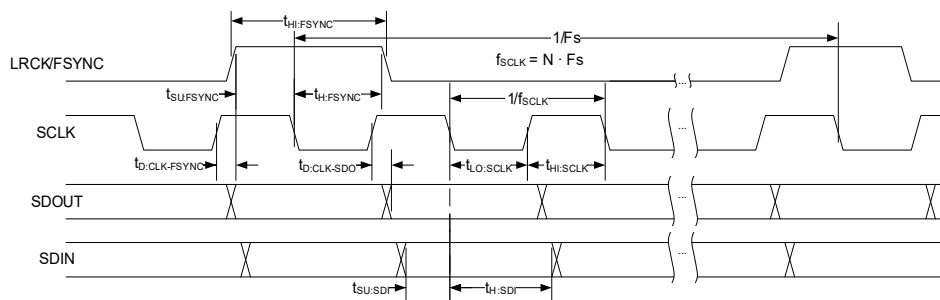 tHI:FSYNC
1/Fs
LRCK/FSYNC
fSCLK = N · Fs
...
tSU:FSYNC
tH:FSYNC
1/fSCLK
SCLK
...
tD:CLK-FSYNC
tD:CLK-SDO
tLO:SCLK
tHI:SCLK
SDOUT
...
SDIN
...
tSU:SDI
tH:SDI